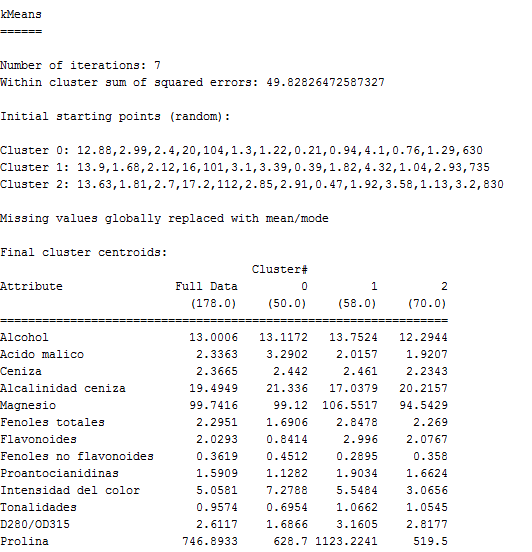 kMeans
======
Number of iterations: 7
Within cluster sum of squared errors: 49.82826472587327
Initial starting points (random):
Cluster 0: 12.88,2.99,2.4,20,104,1.3,1.22,0.21,0.94,4.1,0.76,1.29,630
Cluster 1: 13.9,1.68,2.12,16,101,3.1,3.39,0.39,1.82,4.32,1.04,2.93,735
Cluster 2: 13.63,1.81,2.7,17.2,112,2.85,2.91,0.47,1.92,3.58,1.13,3.2,830
Missing values globally replaced with mean/mode
Final cluster centroids:
Cluster#
Attribute Full Data 0 1 2
(178.0) (50.0) (58.0) (70.0)
================================================================
Alcohol 13.0006 13.1172 13.7524 12.2944
Acido malico 2.3363 3.2902 2.0157 1.9207
Ceniza 2.3665 2.442 2.461 2.2343
Alcalinidad ceniza 19.4949 21.336 17.0379 20.2157
Magnesio 99.7416 99.12 106.5517 94.5429
Fenoles totales 2.2951 1.6906 2.8478 2.269
Flavonoides 2.0293 0.8414 2.996 2.0767
Fenoles no flavonoides 0.3619 0.4512 0.2895 0.358
Proantocianidinas 1.5909 1.1282 1.9034 1.6624
Intensidad del color 5.0581 7.2788 5.5484 3.0656
Tonalidades 0.9574 0.6954 1.0662 1.0545
D280/OD315 2.6117 1.6866 3.1605 2.8177
Prolina 746.8933 628.7 1123.2241 519.5